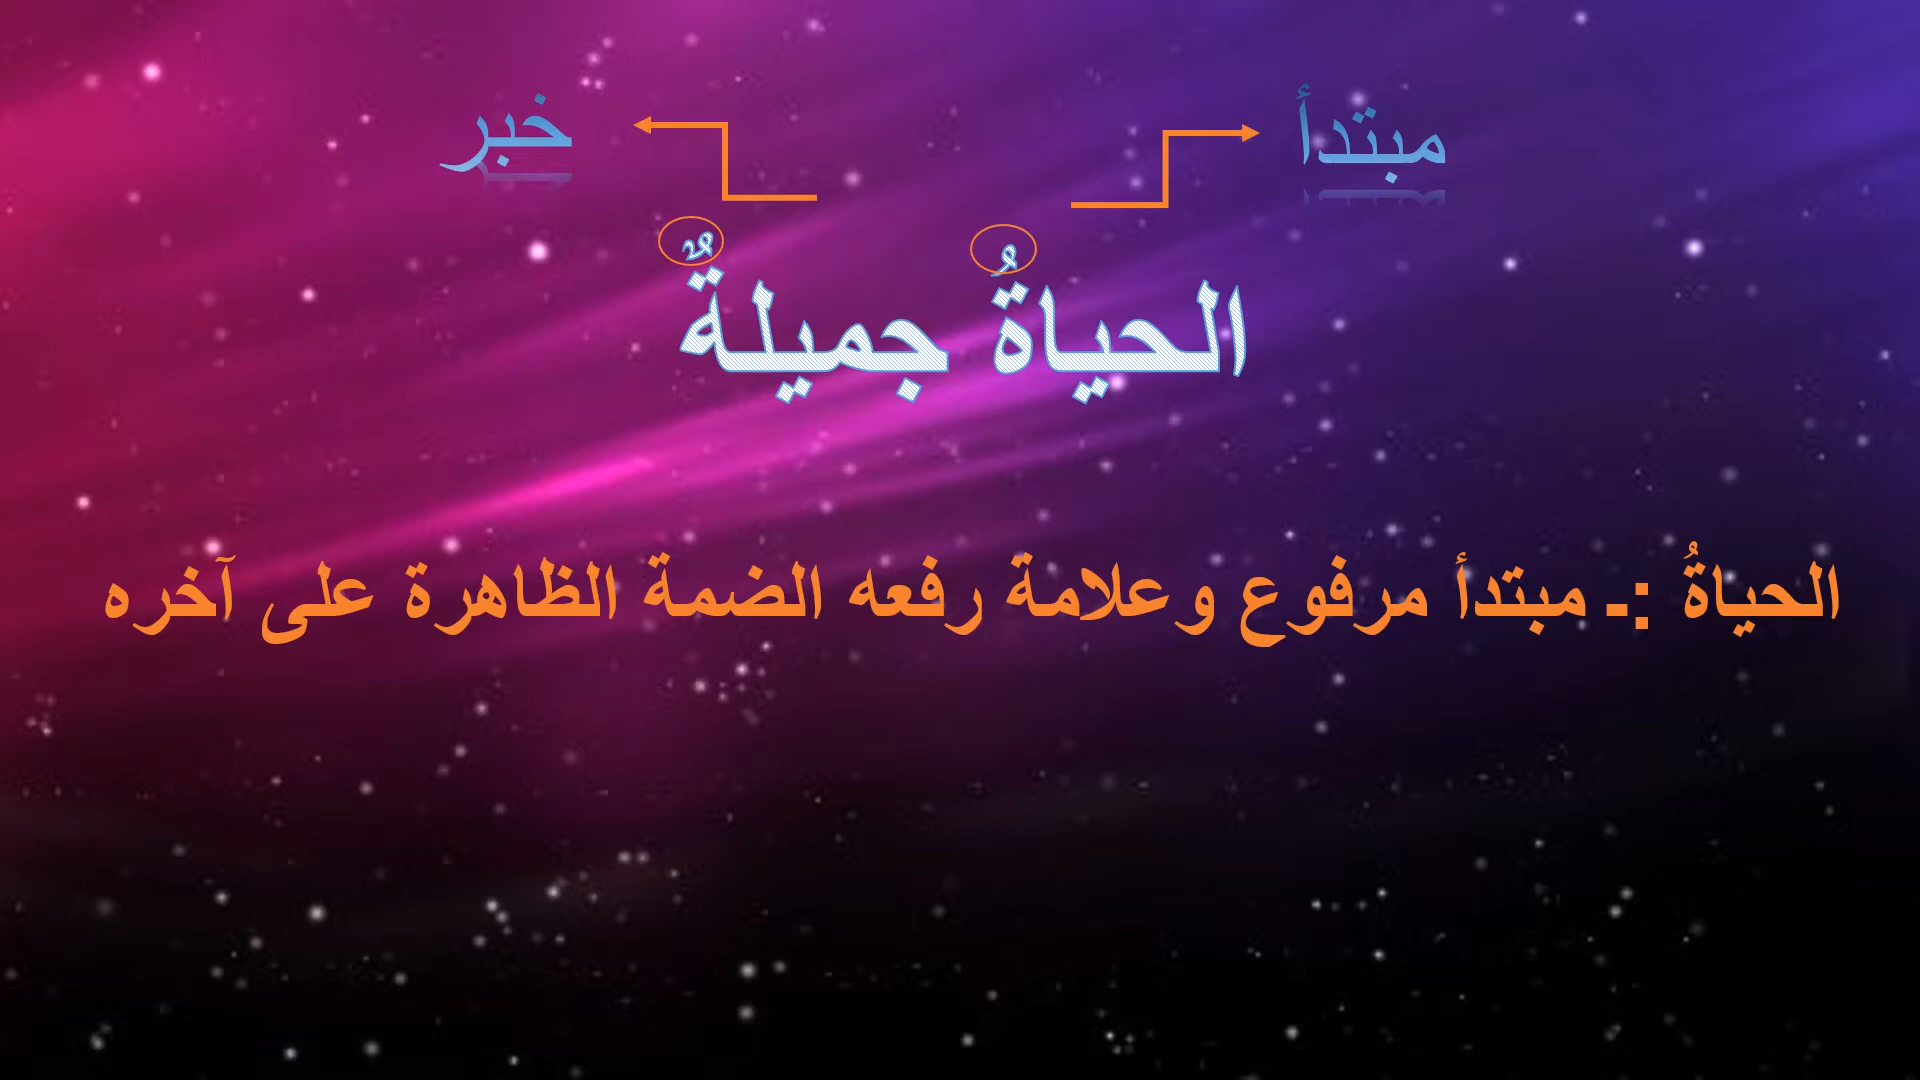 مبتدأ
خبر
الحياةُ جميلةٌ
الحياةُ :ـ مبتدأ مرفوع وعلامة رفعه الضمة الظاهرة على آخره